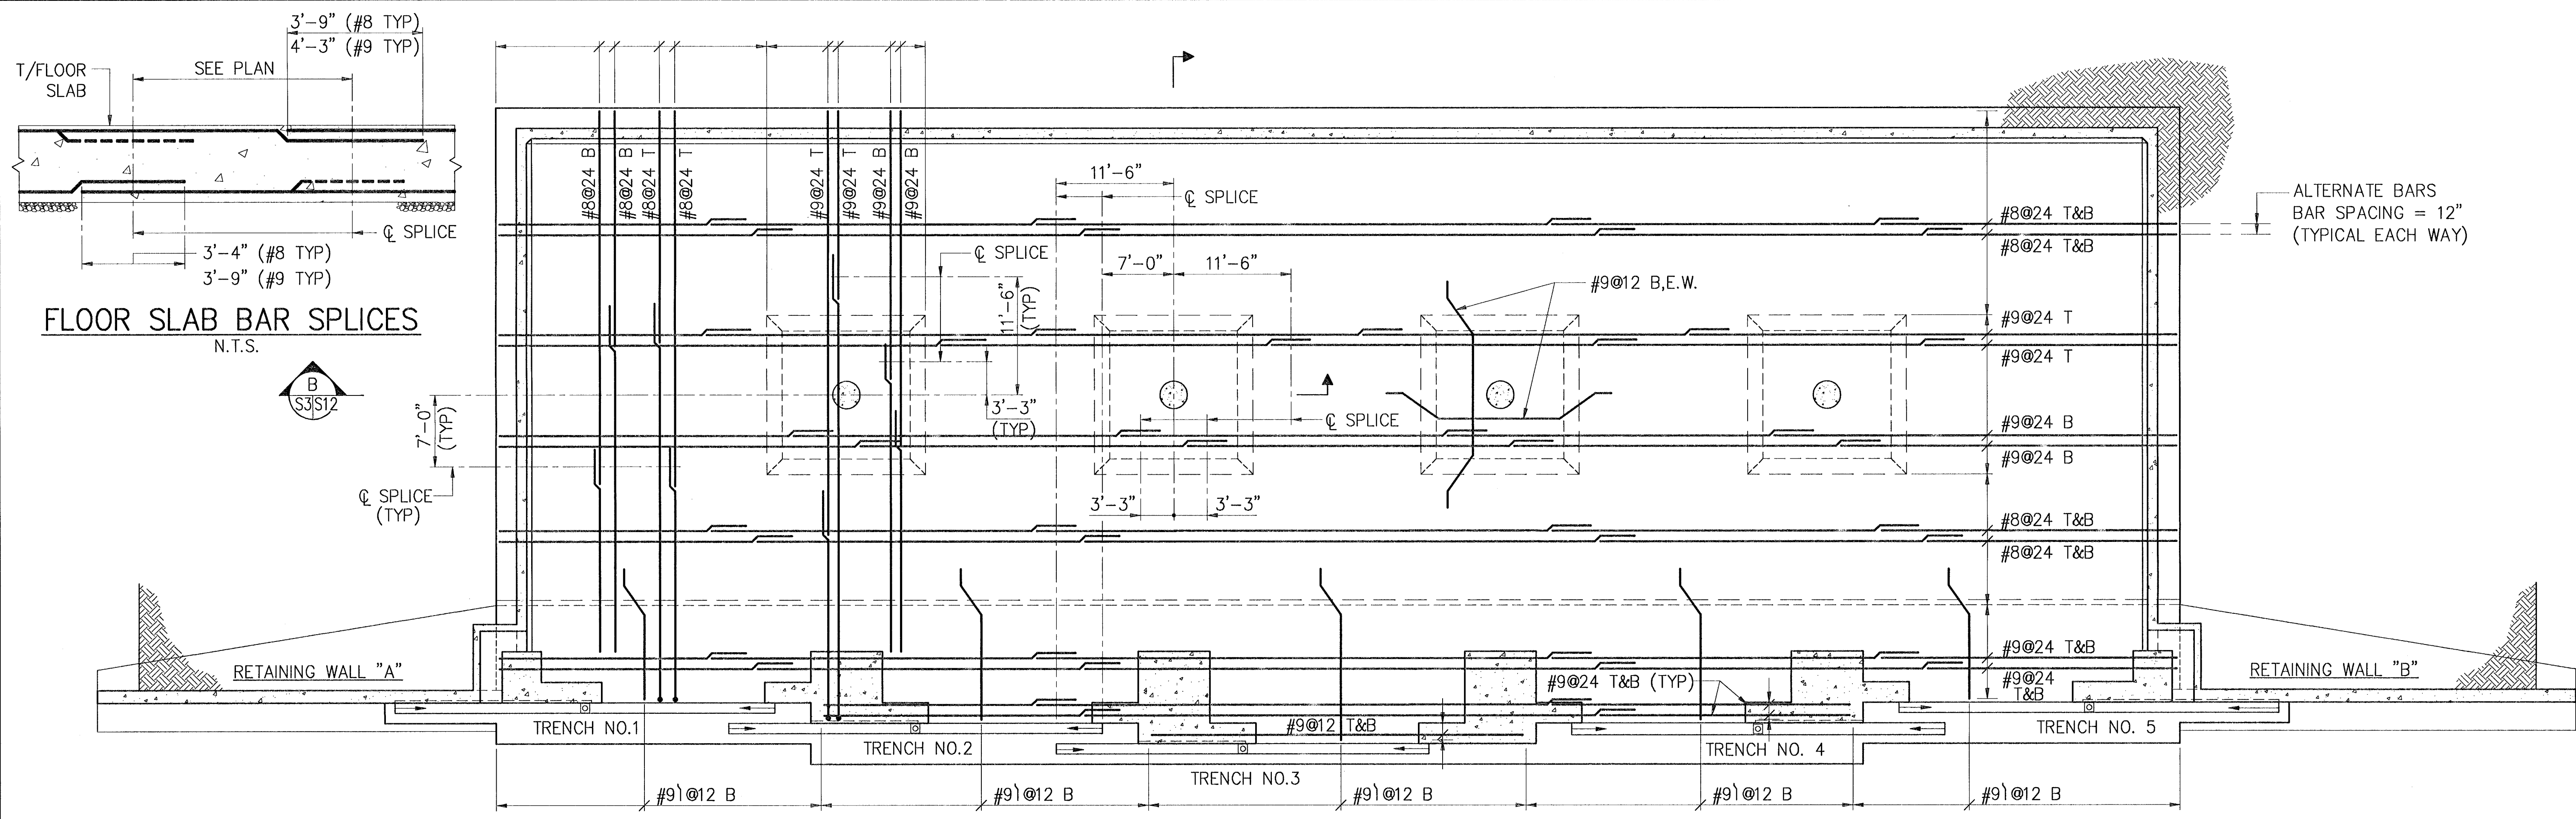 3'-9" (#8 TYP)
4'-3" (#9 TYP)
T/FLOOR
SLAB
SEE PLAN
℄ SPLICE
3'-4" (#8 TYP)
3'-9" (#9 TYP)
FLOOR SLAB BAR SPLICES
N.T.S.
B
S3 S12
#8@24 B
#8@24 B
#8@24 T
#8@24 T
#9@24 T
#9@24 T
#9@24 B
#9@24 B
11'-6"
℄ SPLICE
℄ SPLICE
7'-0"
11'-6"
11'-6"
(TYP)
#9@12 B,E.W.
3'-3"
(TYP)
℄ SPLICE
7'-0"
(TYP)
℄ SPLICE
(TYP)
3'-3"
3'-3"
#8@24 T&B
#8@24 T&B
ALTERNATE BARS
BAR SPACING = 12"
(TYPICAL EACH WAY)
#9@24 T
#9@24 T
#9@24 B
#9@24 B
#8@24 T&B
#8@24 T&B
#9@24 T&B
#9@24
T&B
RETAINING WALL "A"
RETAINING WALL "B"
#9@24 T&B (TYP)
#9@12 T&B
TRENCH NO.1
TRENCH NO.2
TRENCH NO.3
TRENCH NO. 4
TRENCH NO. 5
#9@12 B
#9@12 B
#9@12 B
#9@12 B
#9@12 B